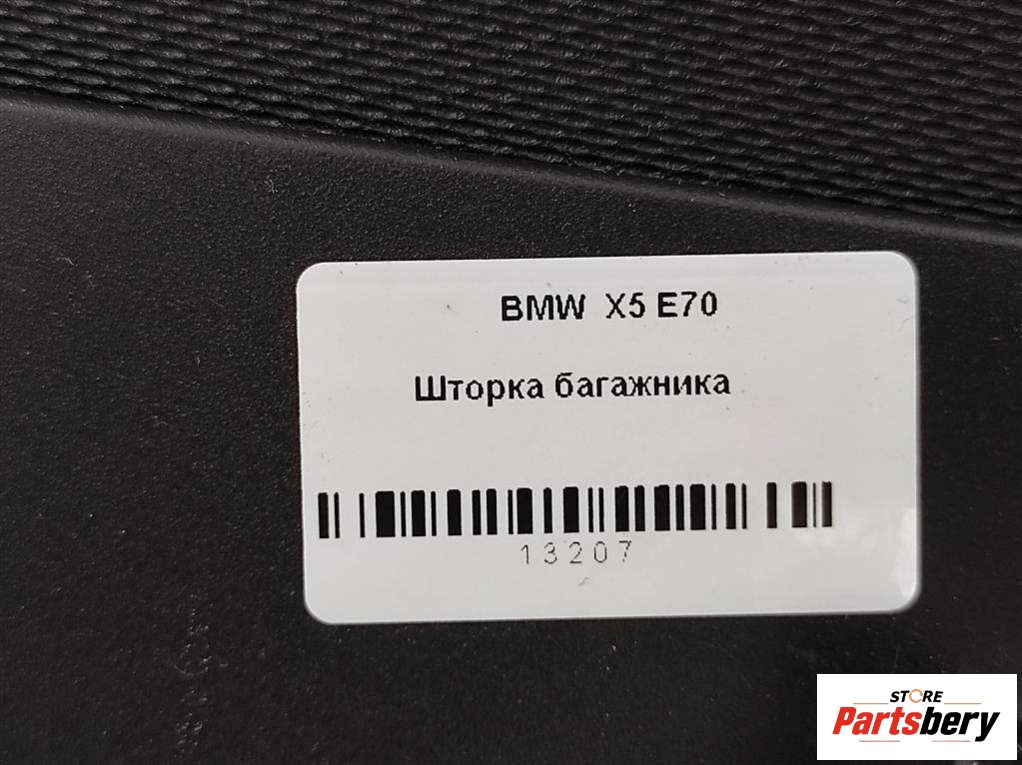 BMW X5 E70
Шторка багажника
13207
STORE
Partsbery